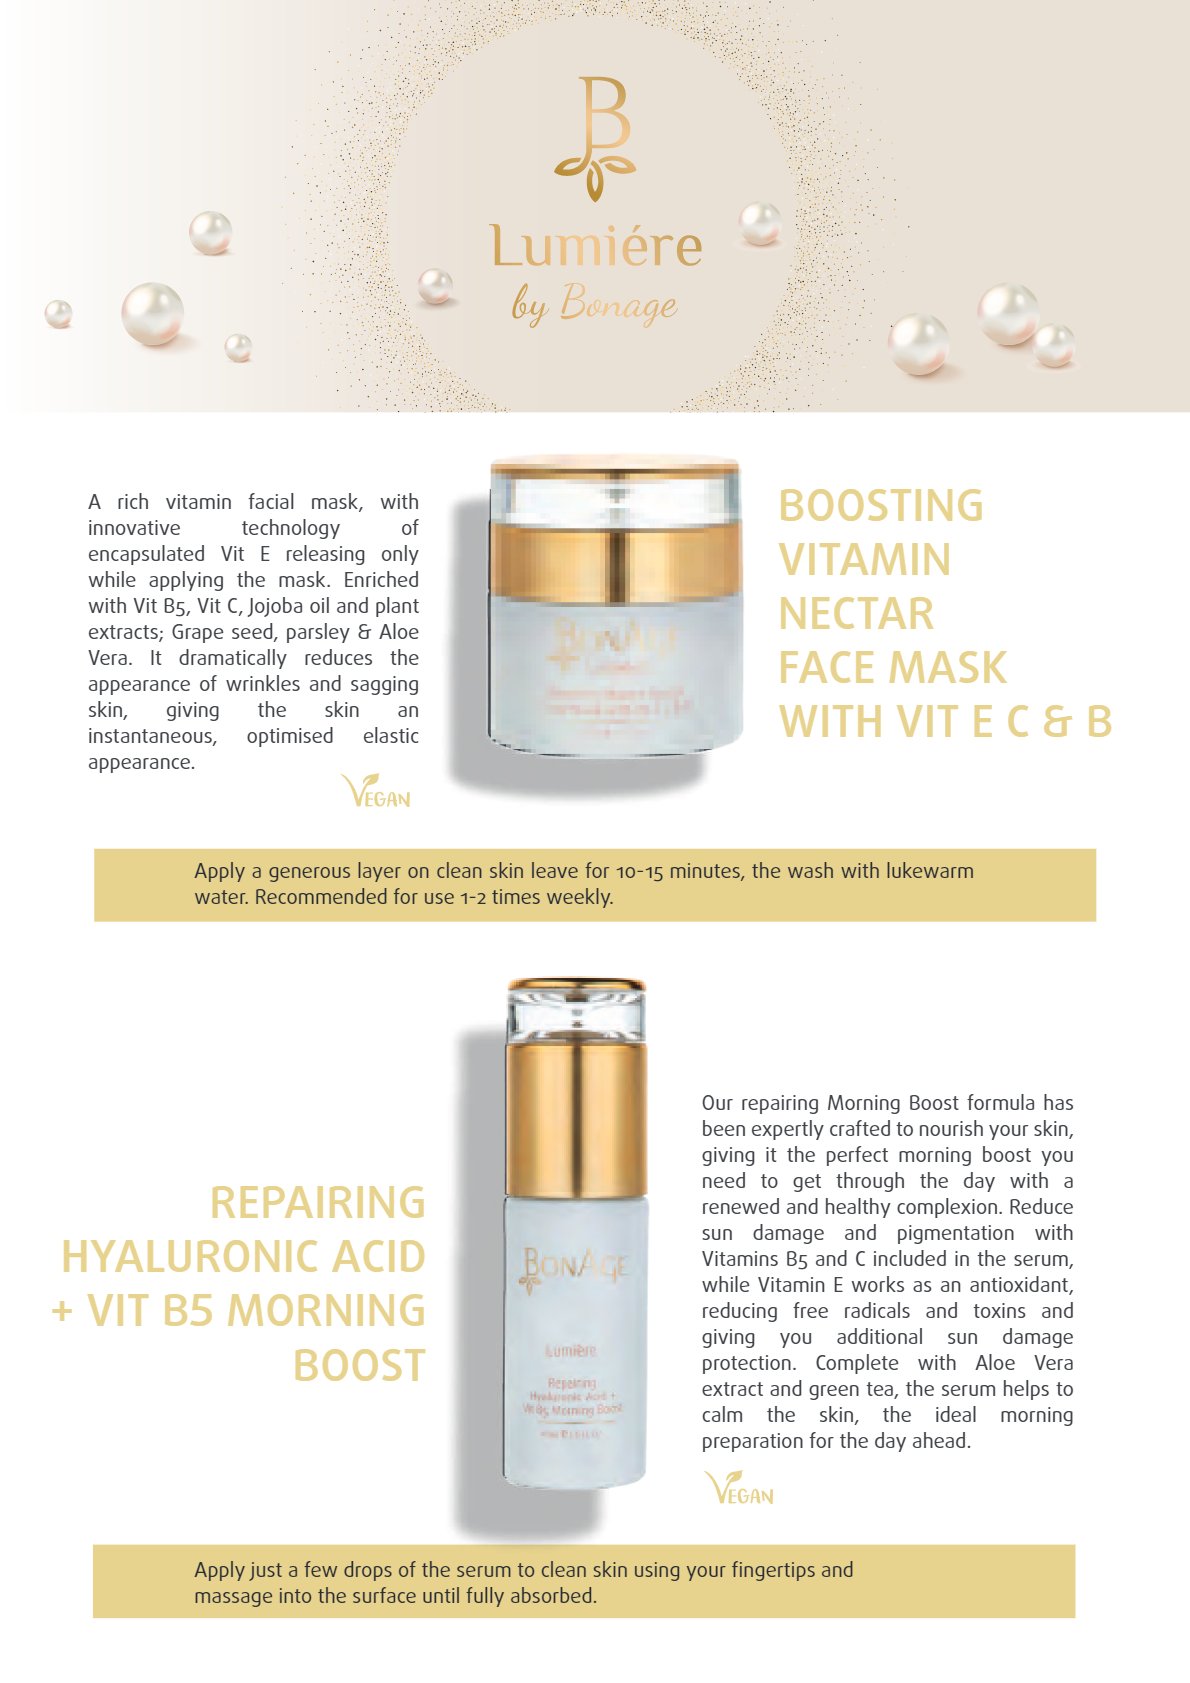 B
Lumiére
by Bonage
A rich vitamin facial mask, with
innovative technology of
encapsulated Vit E releasing only
while applying the mask. Enriched
with Vit B5, Vit C, Jojoba oil and plant
extracts; Grape seed, parsley & Aloe
Vera. It dramatically reduces the
appearance of wrinkles and sagging
skin, giving the skin an
instantaneous, optimised elastic
appearance.
VEGAN
BONAGE
BOOSTING
VITAMIN
NECTAR
FACE MASK
WITH VIT E C & B
Apply a generous layer on clean skin leave for 10-15 minutes, the wash with lukewarm
water. Recommended for use 1-2 times weekly.
REPAIRING
HYALURONIC ACID
+ VIT B5 MORNING
BOOST
BONAGE
Lumière
Repairing
Hyaluronic Acid +
Vit B5 Morning Boost
Our repairing Morning Boost formula has
been expertly crafted to nourish your skin,
giving it the perfect morning boost you
need to get through the day with a
renewed and healthy complexion. Reduce
sun damage and pigmentation with
Vitamins B5 and C included in the serum,
while Vitamin E works as an antioxidant,
reducing free radicals and toxins and
giving you additional sun damage
protection. Complete with Aloe Vera
extract and green tea, the serum helps to
calm the skin, the ideal morning
preparation for the day ahead.
VEGAN
Apply just a few drops of the serum to clean skin using your fingertips and
massage into the surface until fully absorbed.